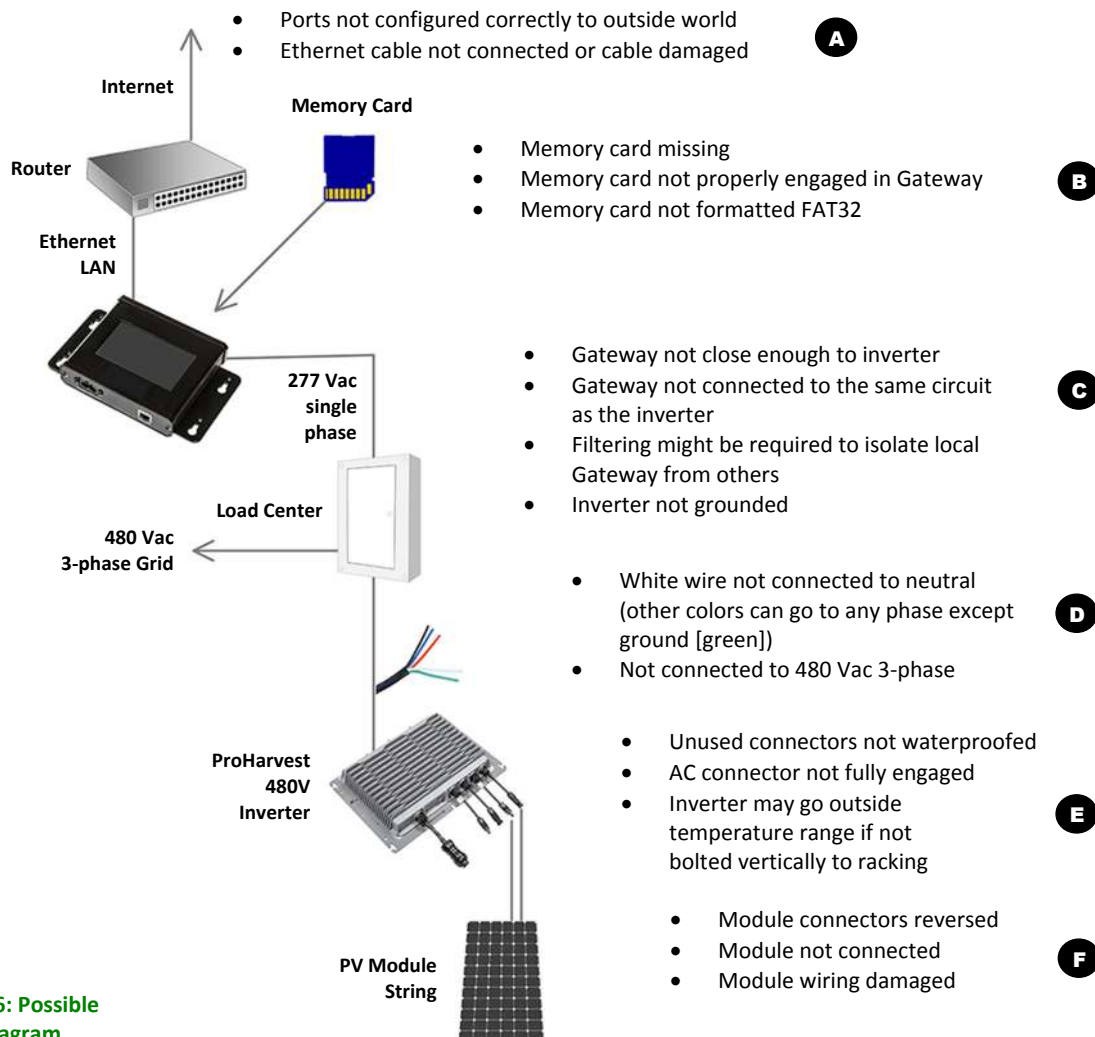 • Ports not configured correctly to outside world
• Ethernet cable not connected or cable damaged
A
Internet
Memory Card
Router
• Memory card missing
• Memory card not properly engaged in Gateway
• Memory card not formatted FAT32
B
Ethernet
LAN
277 Vac
single
phase
• Gateway not close enough to inverter
• Gateway not connected to the same circuit
as the inverter
• Filtering might be required to isolate local
Gateway from others
• Inverter not grounded
C
Load Center
480 Vac
3-phase Grid
• White wire not connected to neutral
(other colors can go to any phase except
ground [green])
• Not connected to 480 Vac 3-phase
D
ProHarvest
480V
Inverter
• Unused connectors not waterproofed
• AC connector not fully engaged
• Inverter may go outside
temperature range if not
bolted vertically to racking
E
• Module connectors reversed
• Module not connected
• Module wiring damaged
F
PV Module
String
: Possible
agram